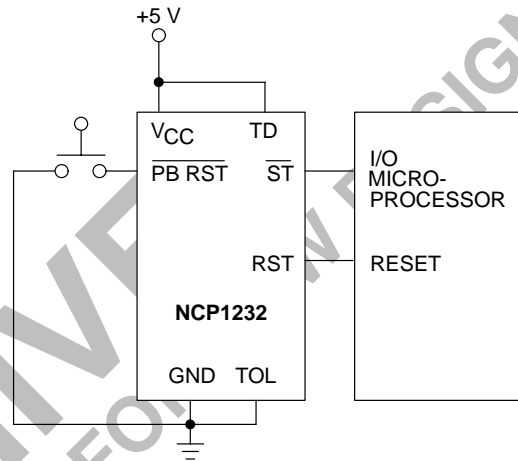 +5 V
VCC TD
PB RST ST
I/O
MICRO-
PROCESSOR
RST
RESET
NCP1232
GND TOL